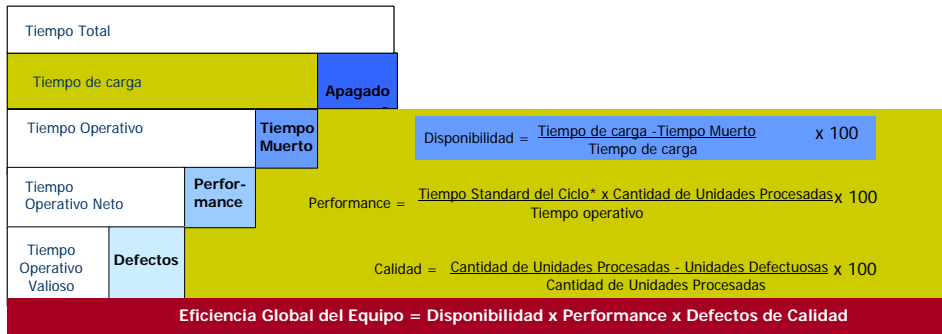 Tiempo Total
Tiempo de carga
Apagado
Tiempo Operativo
Tiempo
Muerto
Disponibilidad = Tiempo de carga -Tiempo Muerto x 100
Tiempo de carga
Tiempo
Operativo Neto
Perfor-
mance
Performance = Tiempo Standard del Ciclo* x Cantidad de Unidades Procesadas x 100
Tiempo operativo
Tiempo
Operativo
Valioso
Defectos
Calidad = Cantidad de Unidades Procesadas - Unidades Defectuosas x 100
Cantidad de Unidades Procesadas
Eficiencia Global del Equipo = Disponibilidad x Performance x Defectos de Calidad